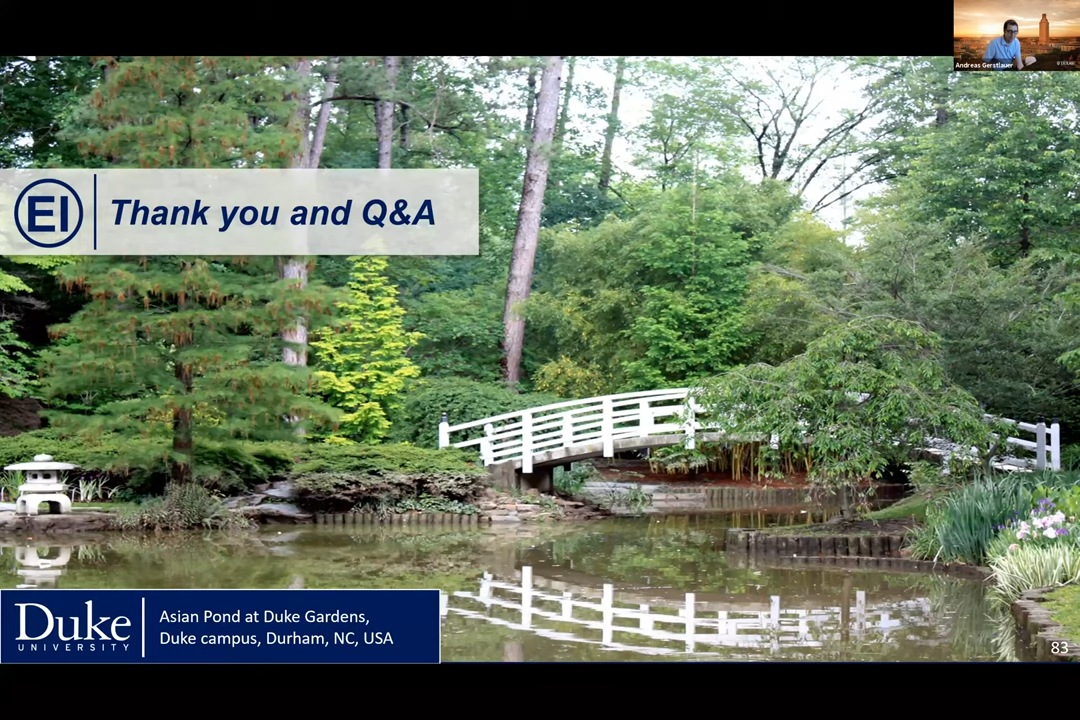 Andreas Gerstlauer
EI Thank you and Q&A
Duke
UNIVERSITY
Asian Pond at Duke Gardens,
Duke campus, Durham, NC, USA
83